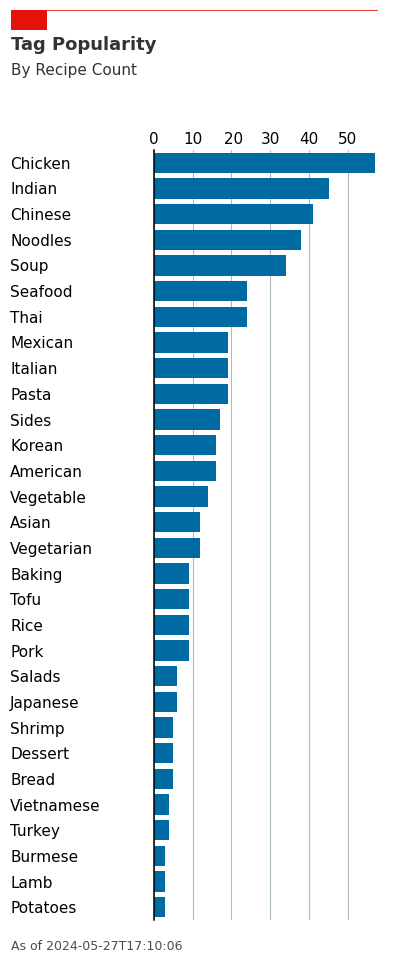 Tag Popularity
By Recipe Count
0 10 20 30 40 50
Chicken
Indian
Chinese
Noodles
Soup
Seafood
Thai
Mexican
Italian
Pasta
Sides
Korean
American
Vegetable
Asian
Vegetarian
Baking
Tofu
Rice
Pork
Salads
Japanese
Shrimp
Dessert
Bread
Vietnamese
Turkey
Burmese
Lamb
Potatoes
As of 2024-05-27T17:10:06